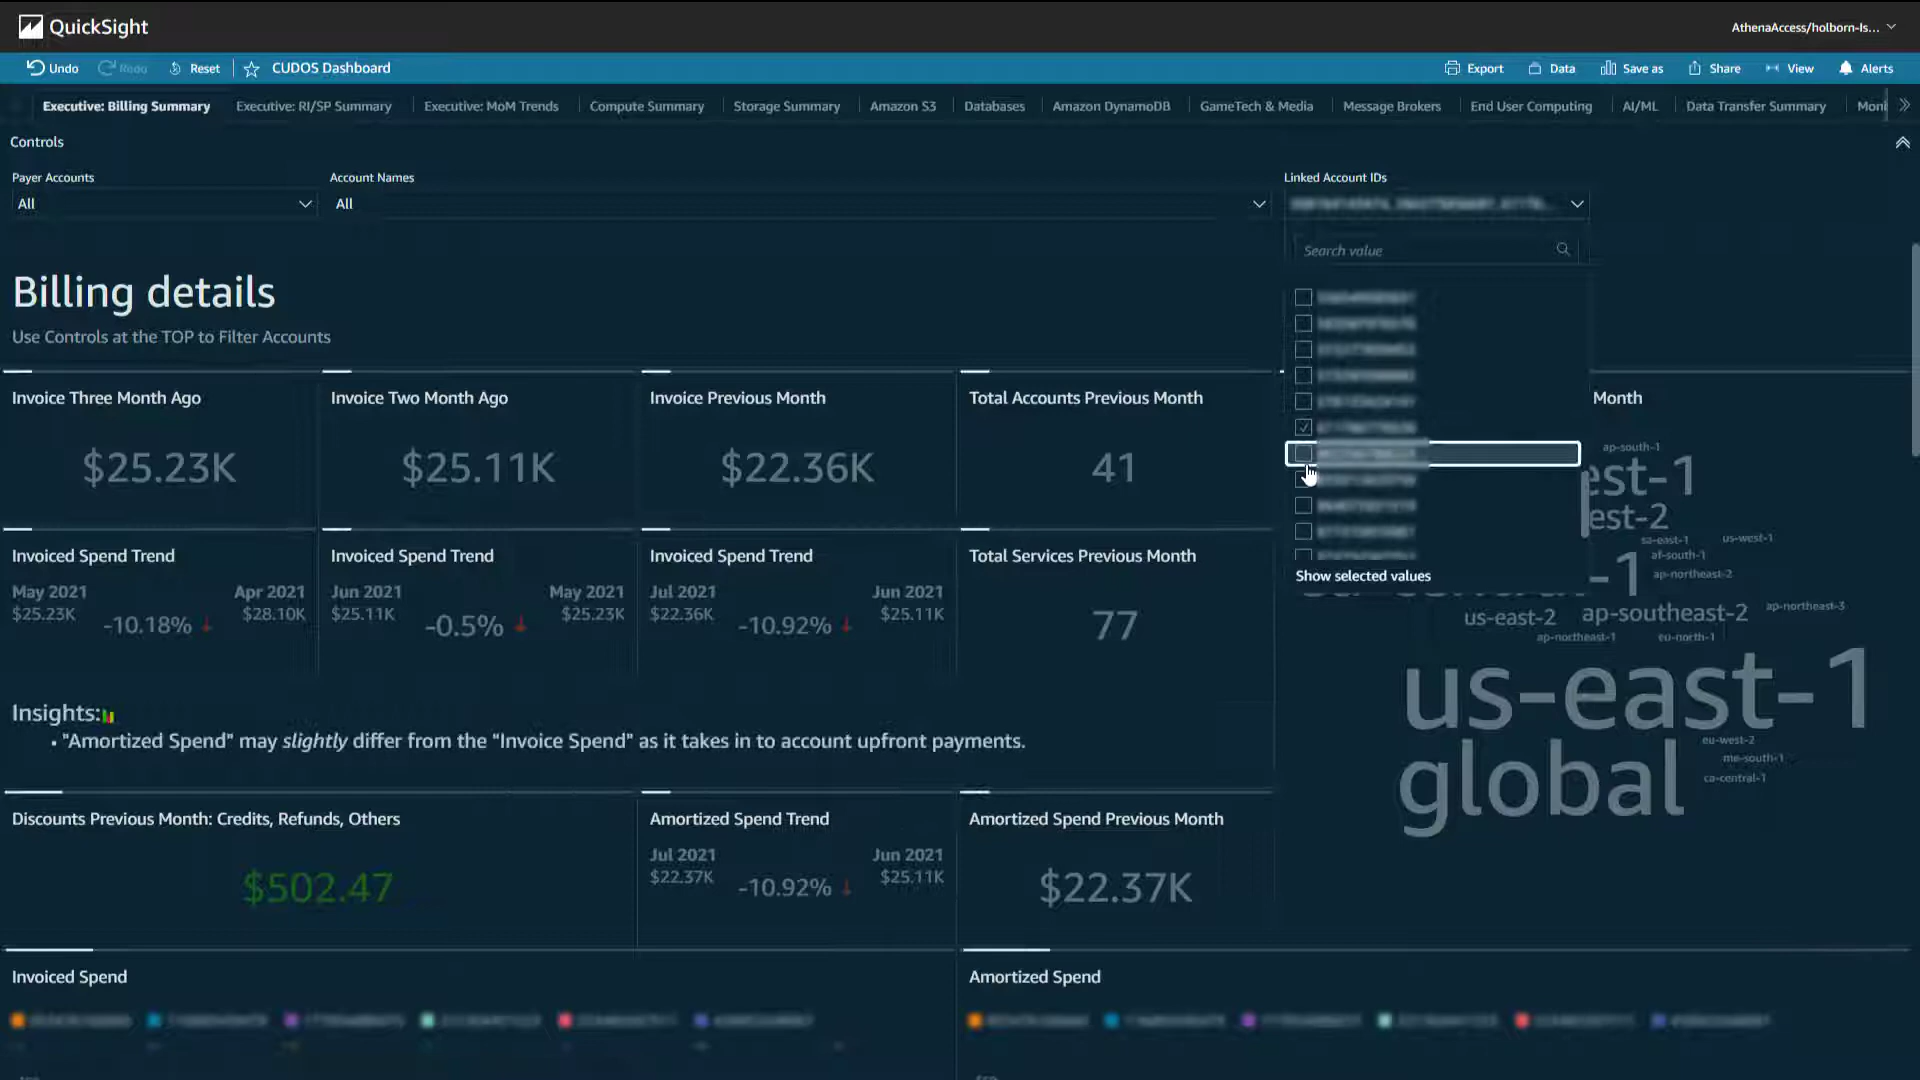 QuickSight
AthenaAccess/holborn-Is...
Undo Redo Reset CUDOS Dashboard Export Data Save as Share View Alerts
Executive: Billing Summary Executive: RI/SP Summary Executive: MoM Trends Compute Summary Storage Summary Amazon S3 Databases Amazon DynamoDB GameTech & Media Message Brokers End User Computing AI/ML Data Transfer Summary
Controls
Payer Accounts Account Names Linked Account IDs
All All
Search value
Billing details
Use Controls at the TOP to Filter Accounts
Invoice Three Month Ago Invoice Two Month Ago Invoice Previous Month Total Accounts Previous Month Month
$25.23K $25.11K $22.36K 41
Invoiced Spend Trend Invoiced Spend Trend Invoiced Spend Trend Total Services Previous Month
May 2021 Apr 2021 Jun 2021 May 2021 Jul 2021 Jun 2021
$25.23K -10.18% $28.10K $25.11K -0.5% $25.23K $22.36K -10.92% $25.11K
77
Show selected values
ap-south-1
est-1
est-2
sa-east-1 us-west-1
af-south-1
-1 ap-northeast-2
us-east-2 ap-southeast-2 ap-northeast-3
ap-northeast-1 eu-north-1
us-east-1
global
eu-west-2
me-south-1
ca-central-1
Insights:
• "Amortized Spend" may slightly differ from the "Invoice Spend" as it takes in to account upfront payments.
Discounts Previous Month: Credits, Refunds, Others Amortized Spend Trend Amortized Spend Previous Month
Jul 2021 Jun 2021
$22.37K -10.92% $25.11K
$502.47 $22.37K
Invoiced Spend Amortized Spend